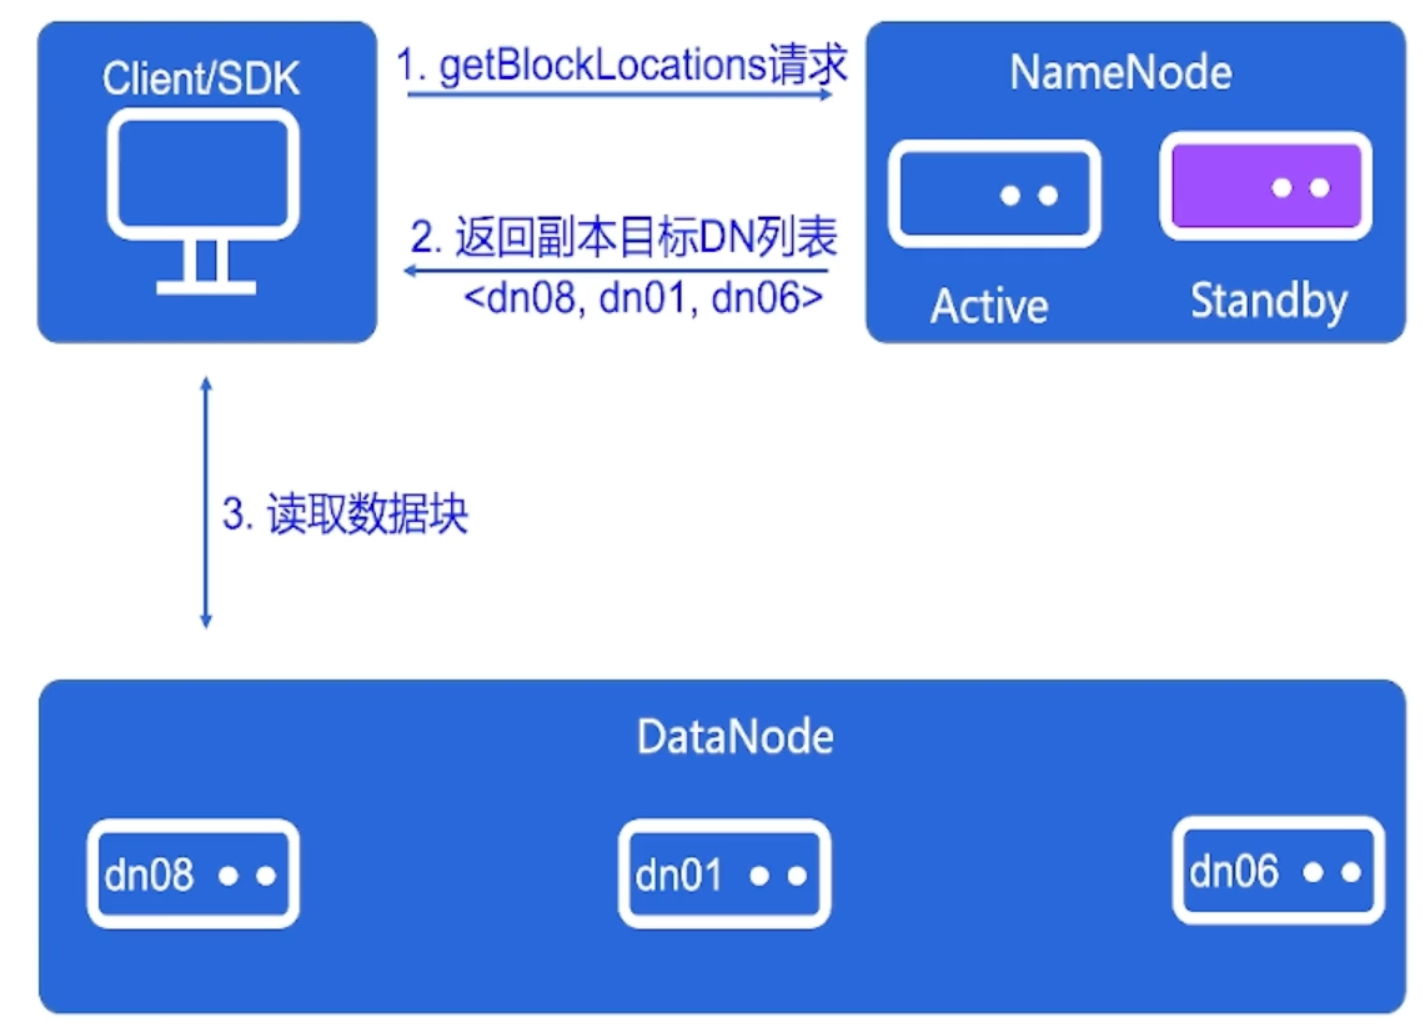 Client/SDK
1. getBlockLocations请求
NameNode
2. 返回副本目标DN列表
<dn08, dn01, dn06>
Active
Standby
3. 读取数据块
DataNode
dn08
dn01
dn06